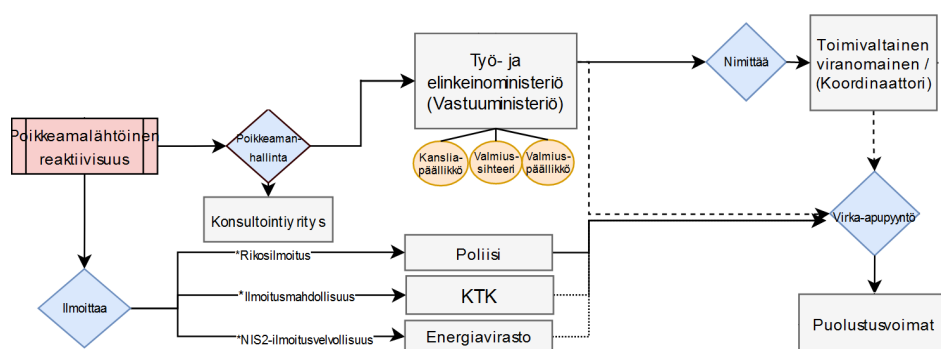 Työ- ja
elinkeinoministeriö
(Vastuuministeriö)
Nimittää
Toimivaltainen
viranomainen /
(Koordinaattori)
Poikkeamalähtöinen
reaktiivisuus
Poikkeaman-
hallinta
Kanslia-
päällikkö
Valmius-
sihteeri
Valmius-
päällikkö
Konsultointiyritys
Virka-apupyyntö
*Rikosilmoitus
Poliisi
*Ilmoitusmahdollisuus
KTK
Ilmoittaa
*NIS2-ilmoitusvelvollisuus
Energiavirasto
Puolustusvoimat